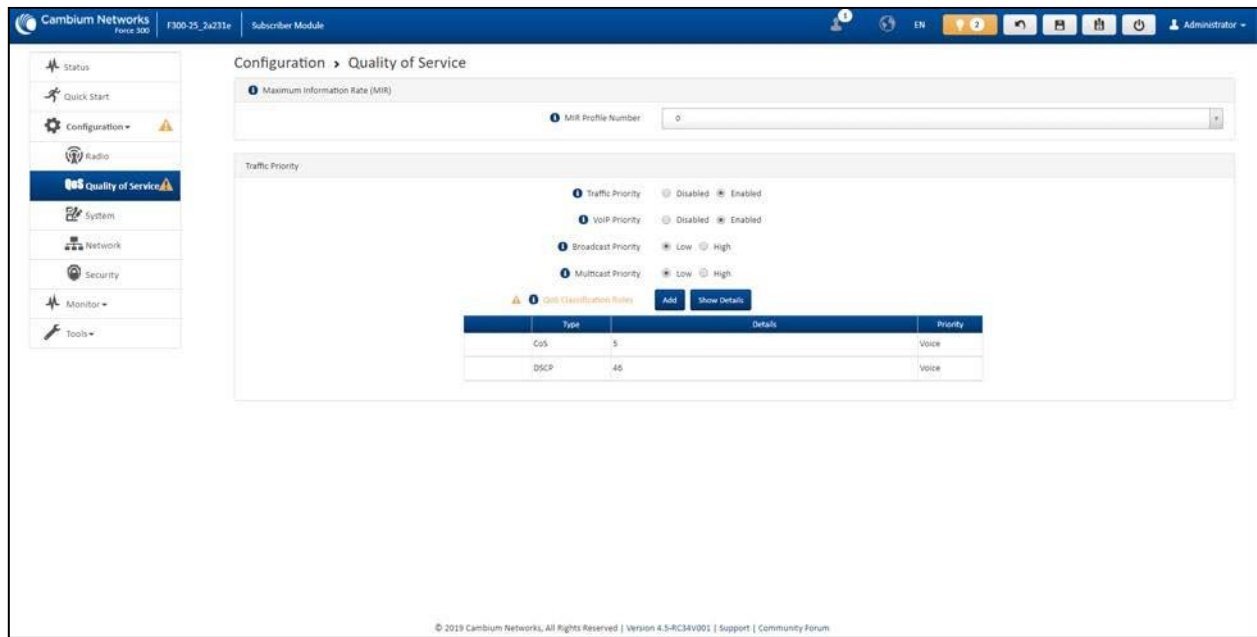 Cambium Networks
Force 300
F300-25_2a231e
Subscriber Module
1
EN
2
Administrator
Status
Quick Start
Configuration
Radio
QoS Quality of Service
System
Network
Security
Monitor
Tools
Configuration › Quality of Service
Maximum Information Rate (MIR)
MIR Profile Number 0
Traffic Priority
Traffic Priority Disabled Enabled
VoIP Priority Disabled Enabled
Broadcast Priority Low High
Multicast Priority Low High
QoS Classification Rules Add Show Details
Type Details Priority
CoS 5 Voice
DSCP 46 Voice
© 2019 Cambium Networks, All Rights Reserved | Version 4.5-RC34V001 | Support | Community Forum